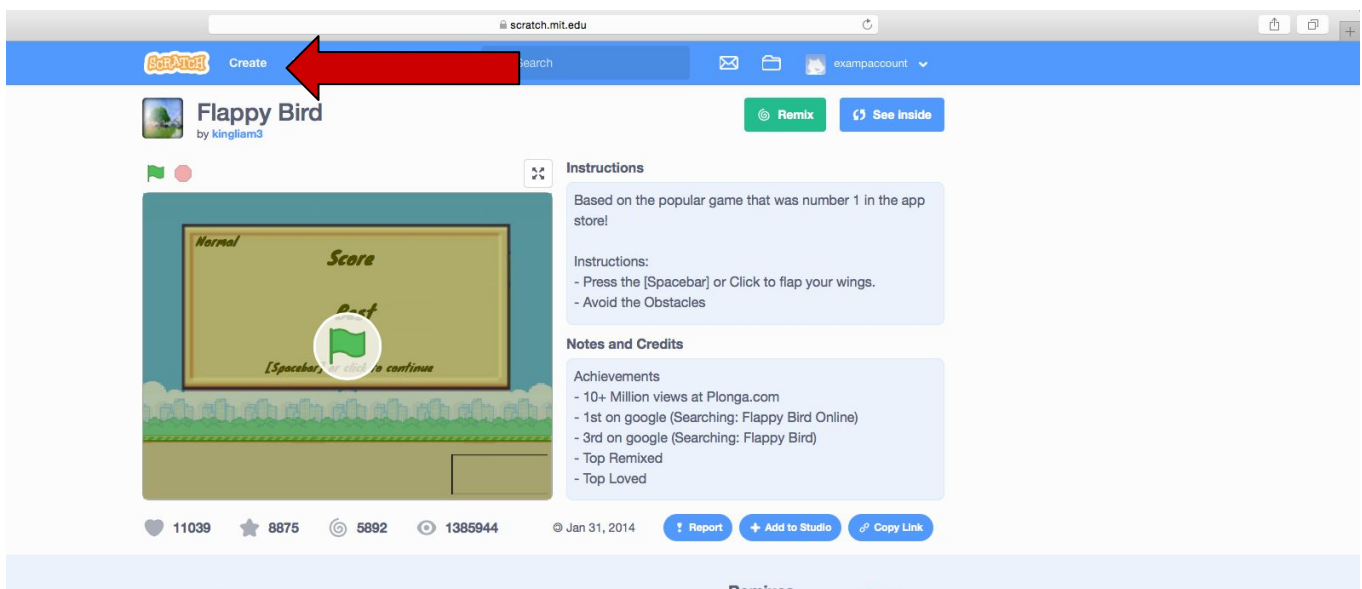 scratch.mit.edu
SCRATCH
Create
Search
exampaccount
Flappy Bird
by kingliam3
Remix
See inside
Normal
Score
Best
[Spacebar] or click to continue
Instructions
Based on the popular game that was number 1 in the app
store!
Instructions:
- Press the [Spacebar] or Click to flap your wings.
- Avoid the Obstacles
Notes and Credits
Achievements
- 10+ Million views at Plonga.com
- 1st on google (Searching: Flappy Bird Online)
- 3rd on google (Searching: Flappy Bird)
- Top Remixed
- Top Loved
11039
8875
5892
1385944
© Jan 31, 2014
Report
Add to Studio
Copy Link
Remixes